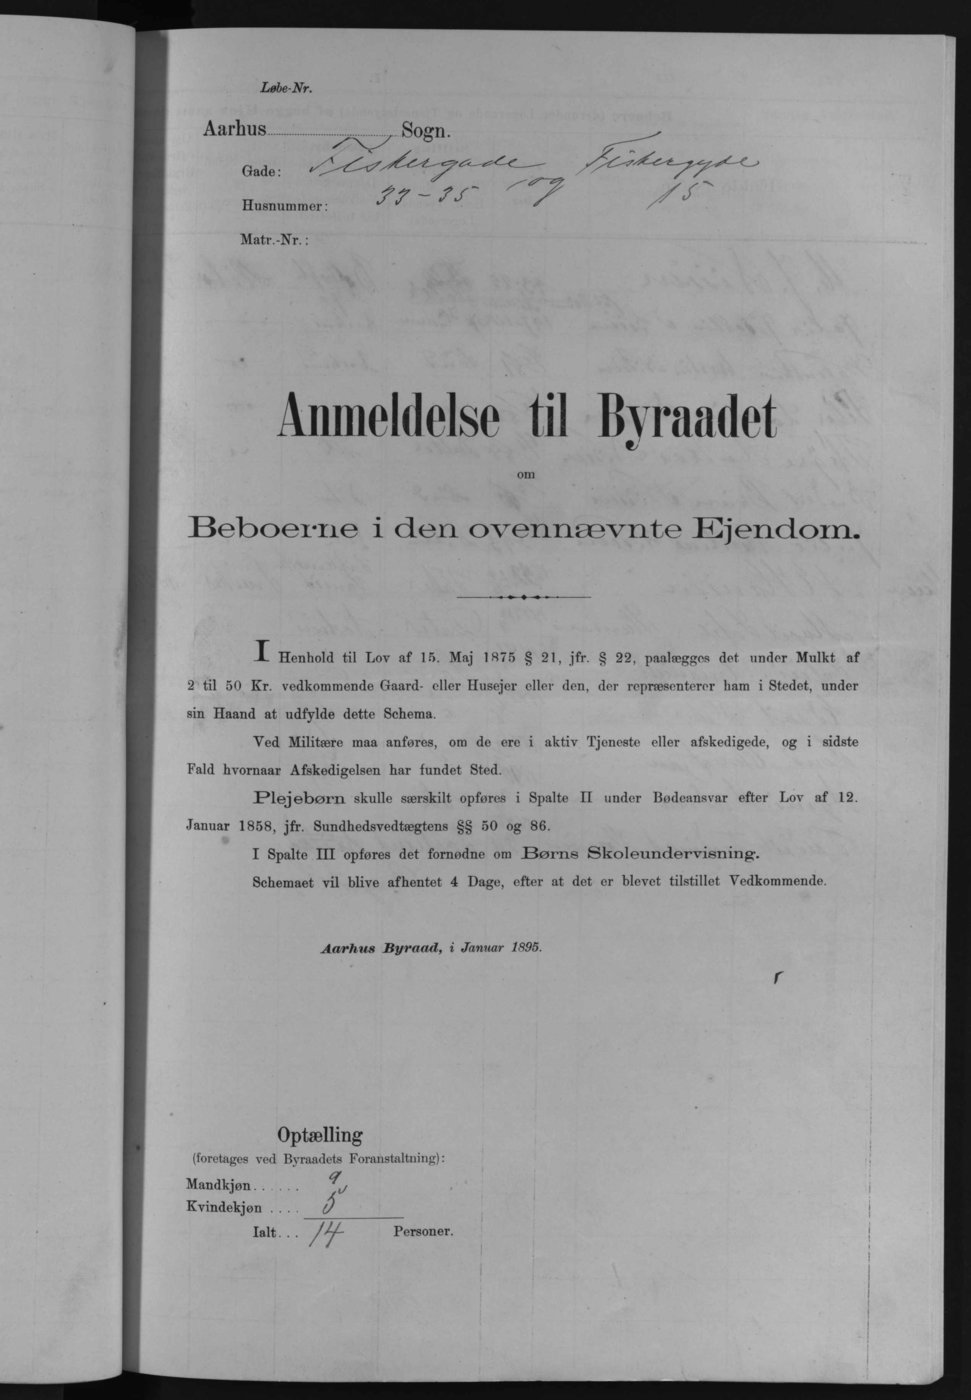 Løbe-Nr.
Aarhus Sogn.
Gade: Fiskergade og Fiskergyde
Husnummer: 33-35 15
Matr.-Nr.:
Anmeldelse til Byraadet
om
Beboerne i den ovennævnte Ejendom.
I Henhold til Lov af 15. Maj 1875 § 21, jfr. § 22, paalægges det under Mulkt af
2 til 50 Kr. vedkommende Gaard- eller Husejer eller den, der repræsenterer ham i Stedet, under
sin Haand at udfylde dette Schema.
Ved Militære maa anføres, om de ere i aktiv Tjeneste eller afskedigede, og i sidste
Fald hvornaar Afskedigelsen har fundet Sted.
Plejebørn skulle særskilt opføres i Spalte II under Bødeansvar efter Lov af 12.
Januar 1858, jfr. Sundhedsvedtægtens §§ 50 og 86.
I Spalte III opføres det fornødne om Børns Skoleundervisning.
Schemaet vil blive afhentet 4 Dage, efter at det er blevet tilstillet Vedkommende.
Aarhus Byraad, i Januar 1895.
Optælling
(foretages ved Byraadets Foranstaltning):
Mandkjøn...... 9
Kvindekjøn .... 5
Ialt... 14 Personer.